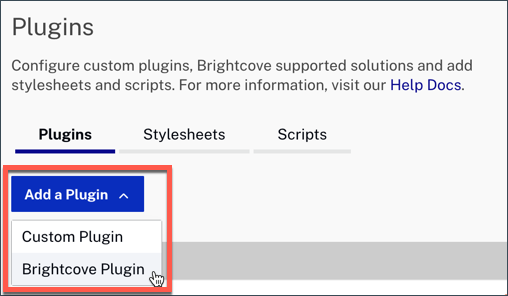 Plugins
Configure custom plugins, Brightcove supported solutions and add
stylesheets and scripts. For more information, visit our Help Docs.
Plugins Stylesheets Scripts
Add a Plugin
Custom Plugin
Brightcove Plugin